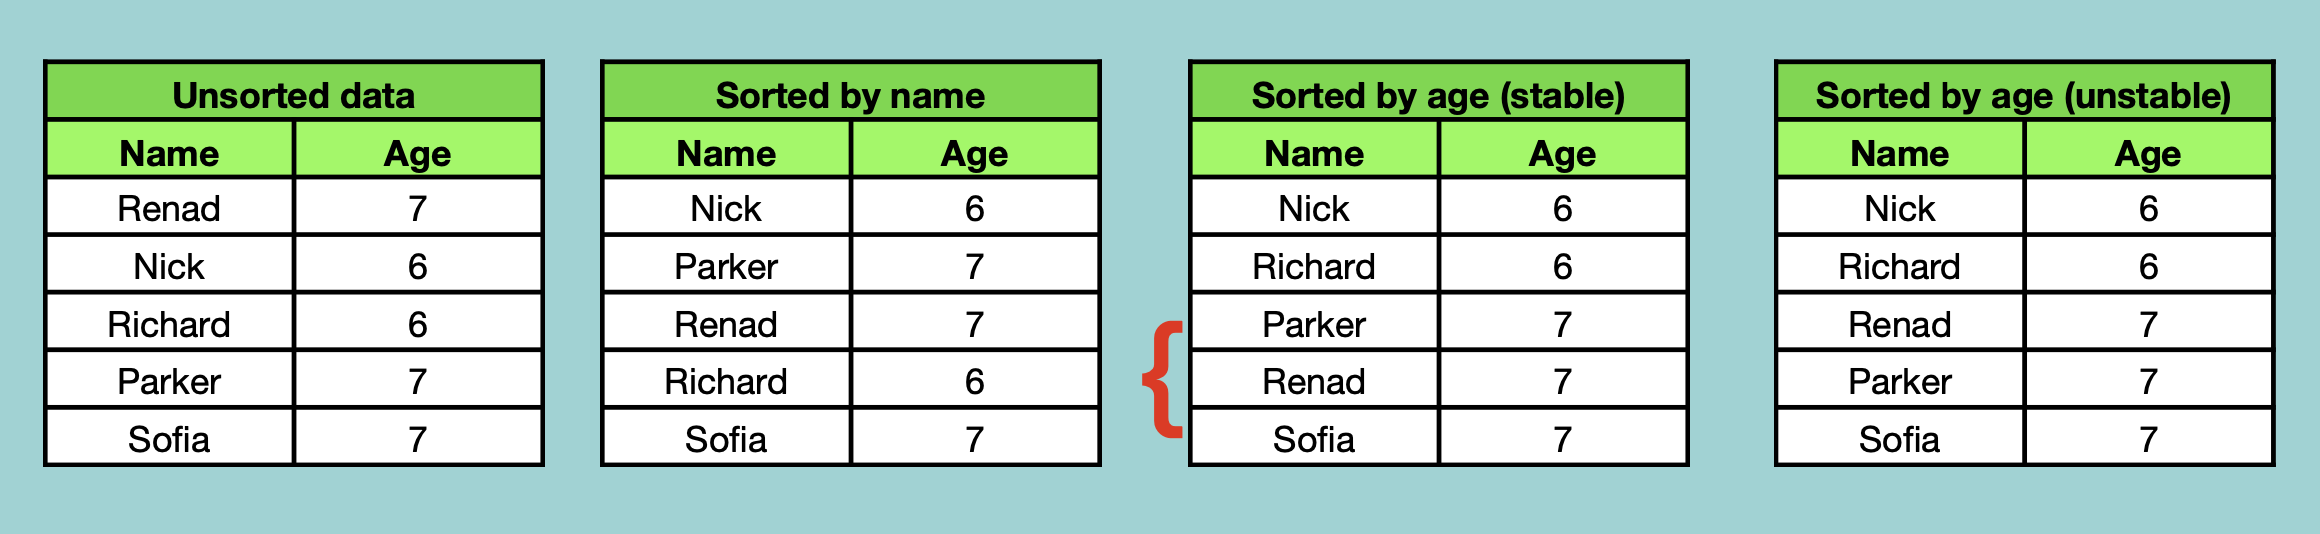 Unsorted data
Name Age
Renad 7
Nick 6
Richard 6
Parker 7
Sofia 7
Sorted by name
Name Age
Nick 6
Parker 7
Renad 7
Richard 6
Sofia 7
{
Sorted by age (stable)
Name Age
Nick 6
Richard 6
Parker 7
Renad 7
Sofia 7
Sorted by age (unstable)
Name Age
Nick 6
Richard 6
Renad 7
Parker 7
Sofia 7